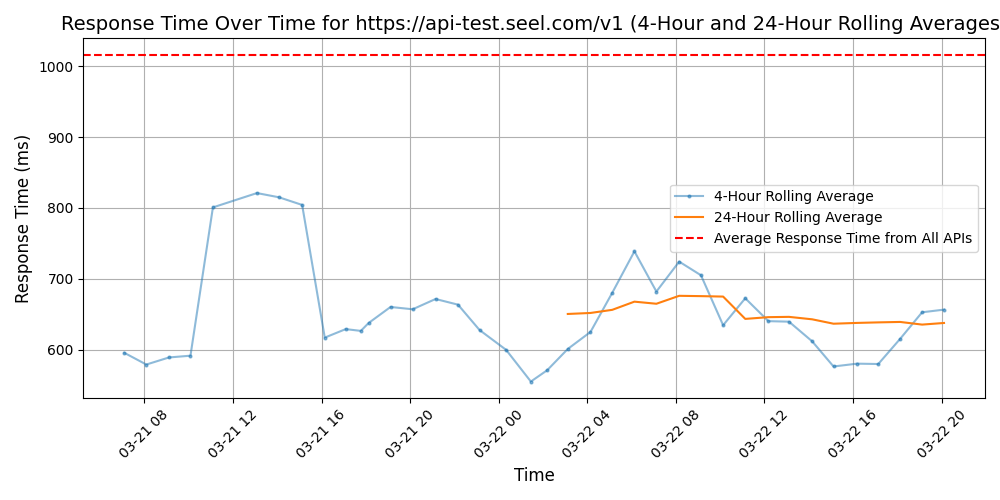 Response Time Over Time for https://api-test.seel.com/v1 (4-Hour and 24-Hour Rolling Averages
Response Time (ms)
1000
900
800
700
600
4-Hour Rolling Average
24-Hour Rolling Average
Average Response Time from All APIs
03-21 08
03-21 12
03-21 16
03-21 20
03-22 00
03-22 04
03-22 08
03-22 12
03-22 16
03-22 20
Time